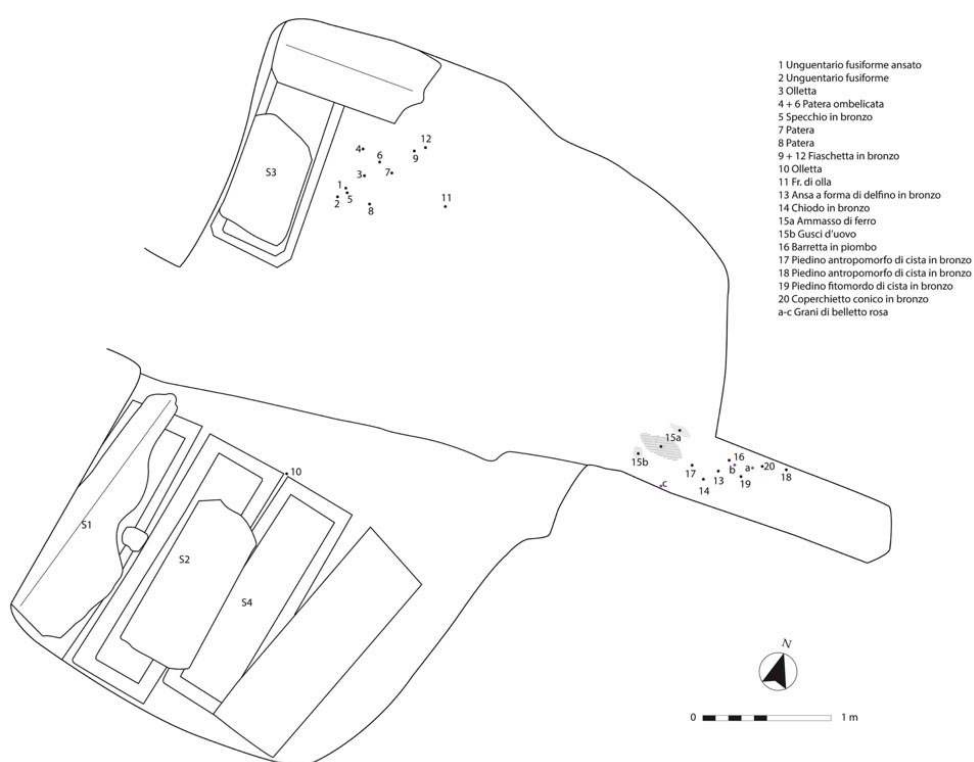 1 Unguentario fusiforme ansato
2 Unguentario fusiforme
3 Olletta
4 + 6 Patera ombelicata
5 Specchio in bronzo
7 Patera
8 Patera
9 + 12 Fiaschetta in bronzo
10 Olletta
11 Fr. di olla
13 Ansa a forma di delfino in bronzo
14 Chiodo in bronzo
15a Ammasso di ferro
15b Gusci d'uovo
16 Barretta in piombo
17 Piedino antropomorfo di cista in bronzo
18 Piedino antropomorfo di cista in bronzo
19 Piedino fitomordo di cista in bronzo
20 Coperchietto conico in bronzo
a-c Grani di belletto rosa
12
4
9
6
S3
3
7
1
5
2
8
11
15a
15b
16
17
b
a
20
18
13
19
14
c
10
S1
S2
S4
N
0
1 m